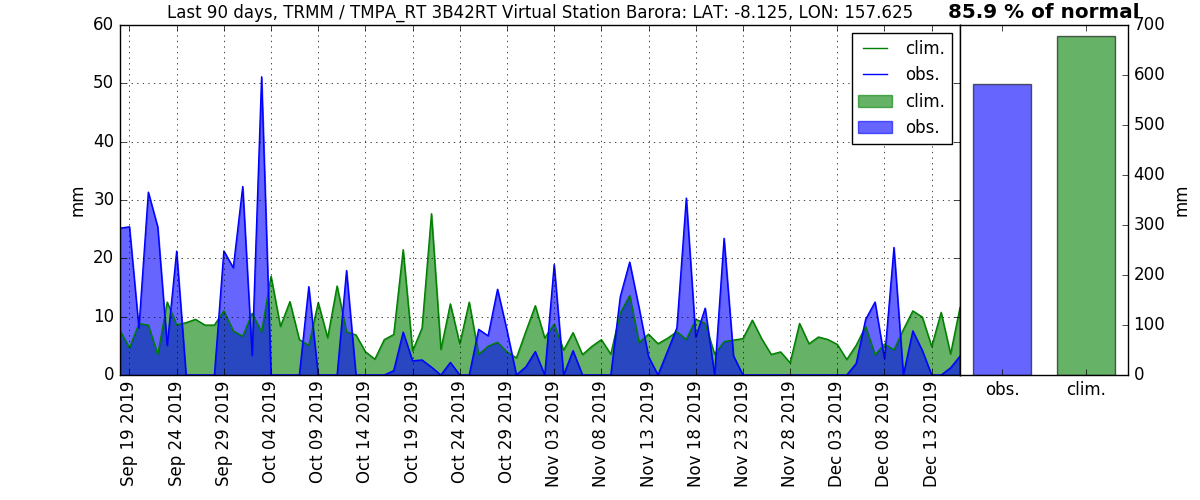 Last 90 days, TRMM / TMPA_RT 3B42RT Virtual Station Barora: LAT: -8.125, LON: 157.625
85.9 % of normal
60
50
40
30
20
10
0
mm
clim.
obs.
clim.
obs.
700
600
500
400
300
200
100
0
mm
obs.
clim.
Sep 19 2019
Sep 24 2019
Sep 29 2019
Oct 04 2019
Oct 09 2019
Oct 14 2019
Oct 19 2019
Oct 24 2019
Oct 29 2019
Nov 03 2019
Nov 08 2019
Nov 13 2019
Nov 18 2019
Nov 23 2019
Nov 28 2019
Dec 03 2019
Dec 08 2019
Dec 13 2019